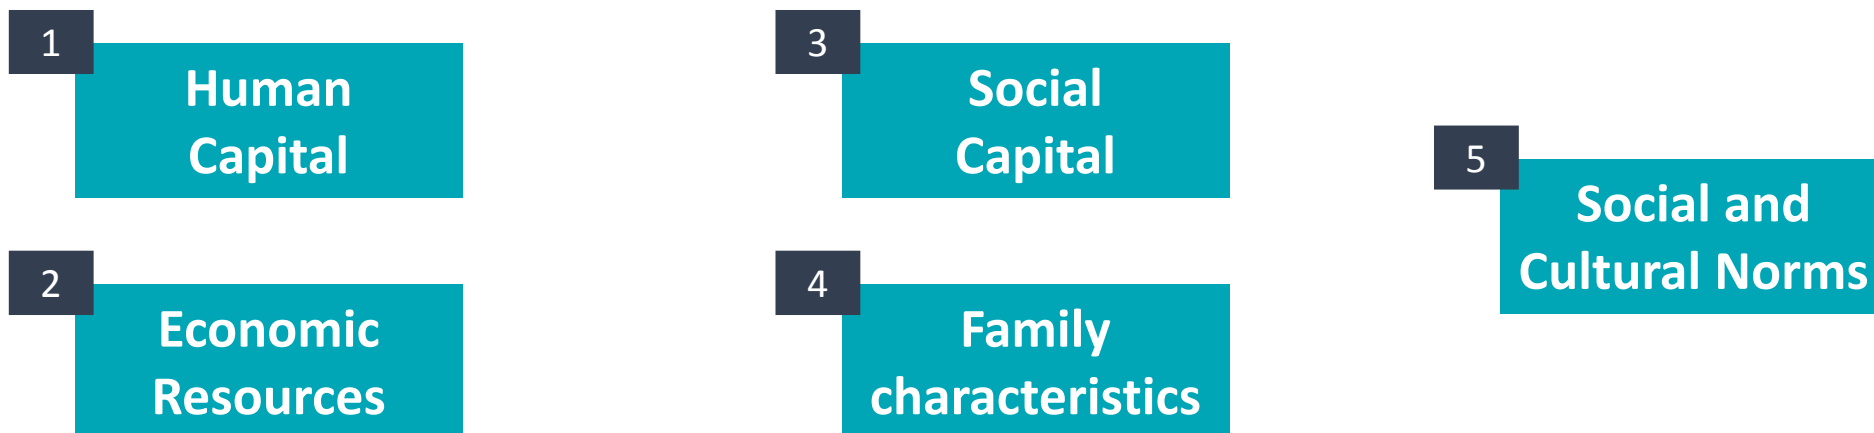 1
Human
Capital
2
Economic
Resources
3
Social
Capital
4
Family
characteristics
5
Social and
Cultural Norms